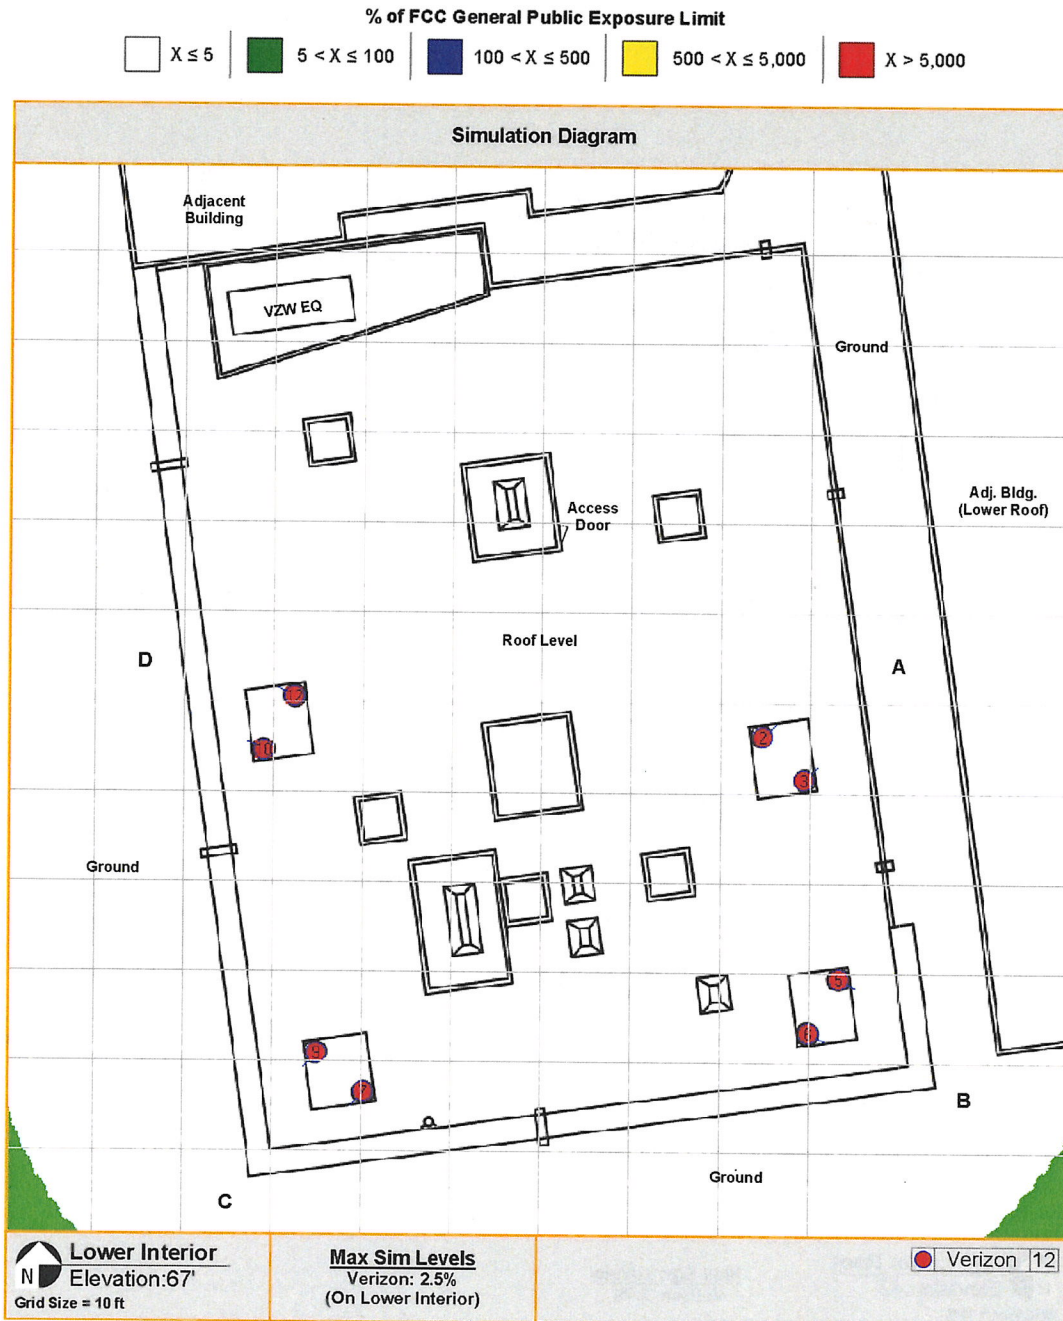 % of FCC General Public Exposure Limit
X ≤ 5
5 < X ≤ 100
100 < X ≤ 500
500 < X ≤ 5,000
X > 5,000
Simulation Diagram
Adjacent
Building
VZW EQ
Ground
Adj. Bldg.
(Lower Roof)
Access
Door
Roof Level
D
A
12
10
2
3
Ground
5
6
9
7
B
C
Ground
N
Lower Interior
Elevation:67'
Grid Size = 10 ft
Max Sim Levels
Verizon: 2.5%
(On Lower Interior)
Verizon 12